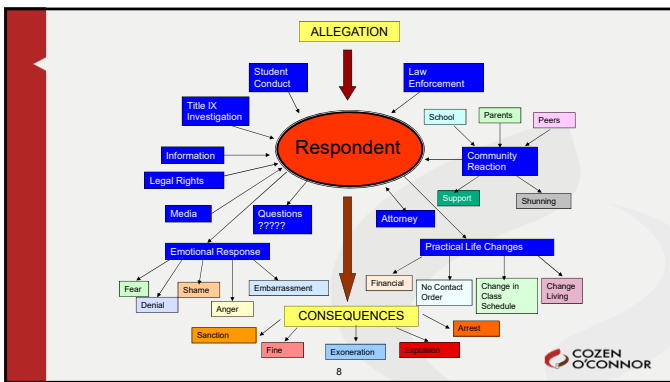 ALLEGATION
Student
Conduct
Law
Enforcement
Title IX
Investigation
School
Parents
Peers
Respondent
Information
Community
Reaction
Legal Rights
Support
Shunning
Media
Questions
?????
Attorney
Emotional Response
Practical Life Changes
Fear
Denial
Shame
Anger
Embarrassment
Financial
No Contact
Order
Change in
Class
Schedule
Change
Living
CONSEQUENCES
Sanction
Fine
Exoneration
Expulsion
Arrest
8
COZEN
O'CONNOR